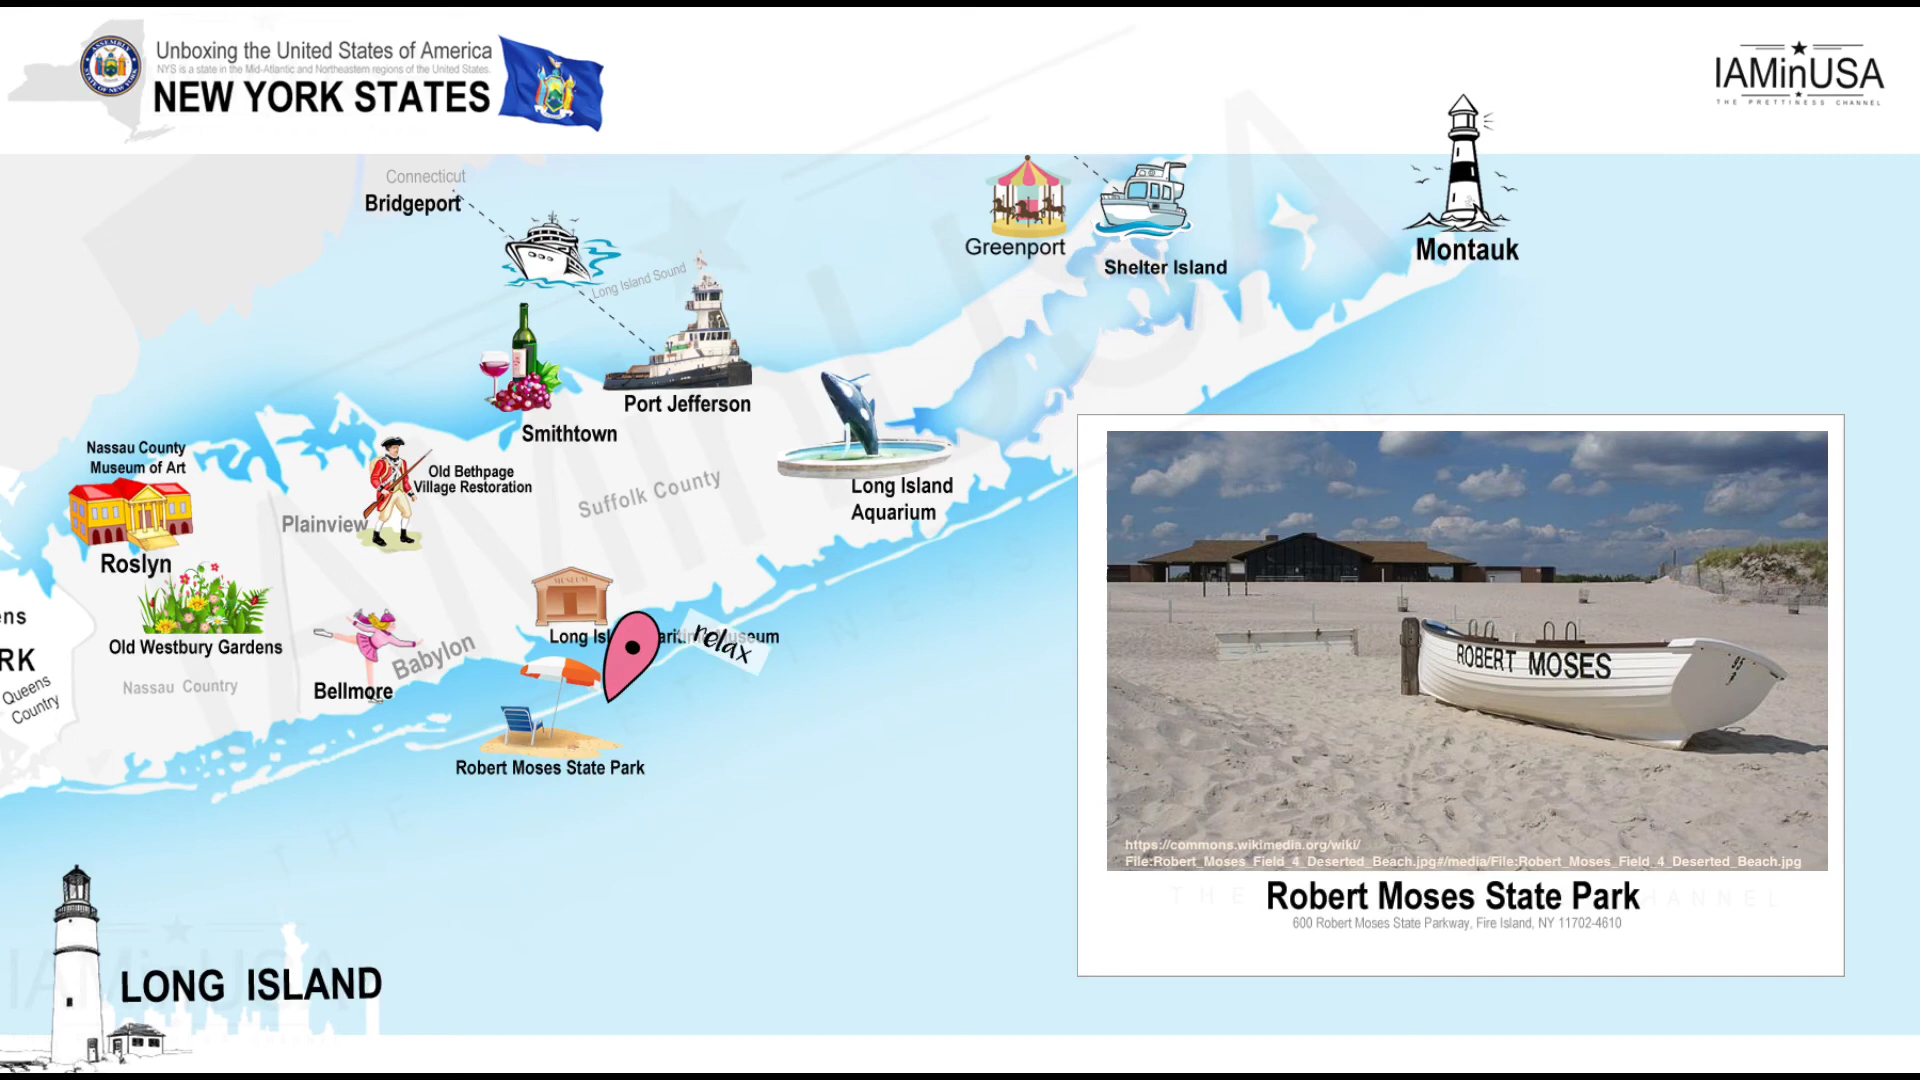 Unboxing the United States of America
NYS is a state in the Mid-Atlantic and Northeastern regions of the United States.
NEW YORK STATES
IAMinUSA
THE PRETTINESS CHANNEL
Connecticut
Bridgeport
Long Island Sound
Greenport
Shelter Island
Montauk
Port Jefferson
Smithtown
Nassau County
Museum of Art
Roslyn
Old Bethpage
Village Restoration
Plainview
Suffolk County
Long Island
Aquarium
Old Westbury Gardens
Nassau Country
Queens
Country
Bellmore
Babylon
MUSEUM
Long
relax
Robert Moses State Park
ROBERT MOSES
https://commons.wikimedia.org/wiki/
File:Robert_Moses_Field_4_Deserted_Beach.jpg#/media/File:Robert_Moses_Field_4_Deserted_Beach.jpg
Robert Moses State Park
600 Robert Moses State Parkway, Fire Island, NY 11702-4610
LONG ISLAND